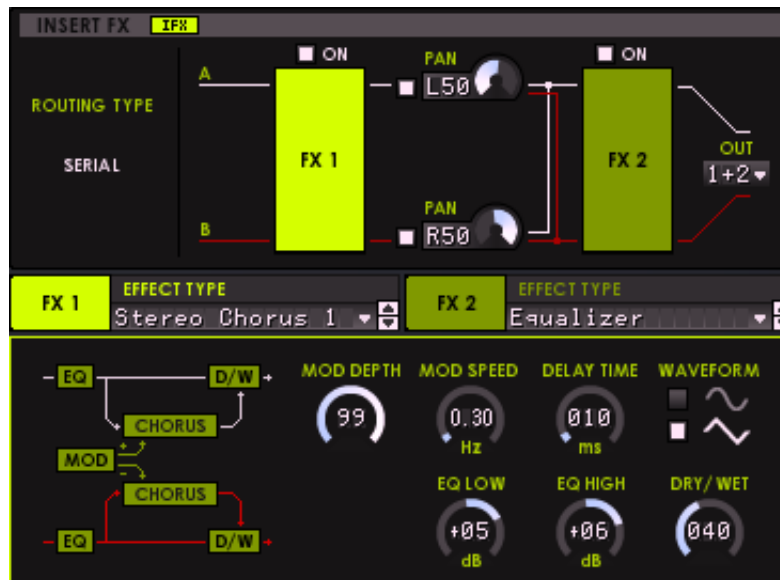 INSERT FX IFX
ON PAN ON
A L50
ROUTING TYPE
SERIAL FX 1 FX 2 OUT
1+2
PAN
B R50
FX 1 EFFECT TYPE FX 2 EFFECT TYPE
Stereo Chorus 1 Equalizer
EQ D/W MOD DEPTH MOD SPEED DELAY TIME WAVEFORM
CHORUS 99 0.30 010
Hz ms
MOD
CHORUS EQ LOW EQ HIGH DRY/WET
EQ D/W +05 +06 040
dB dB